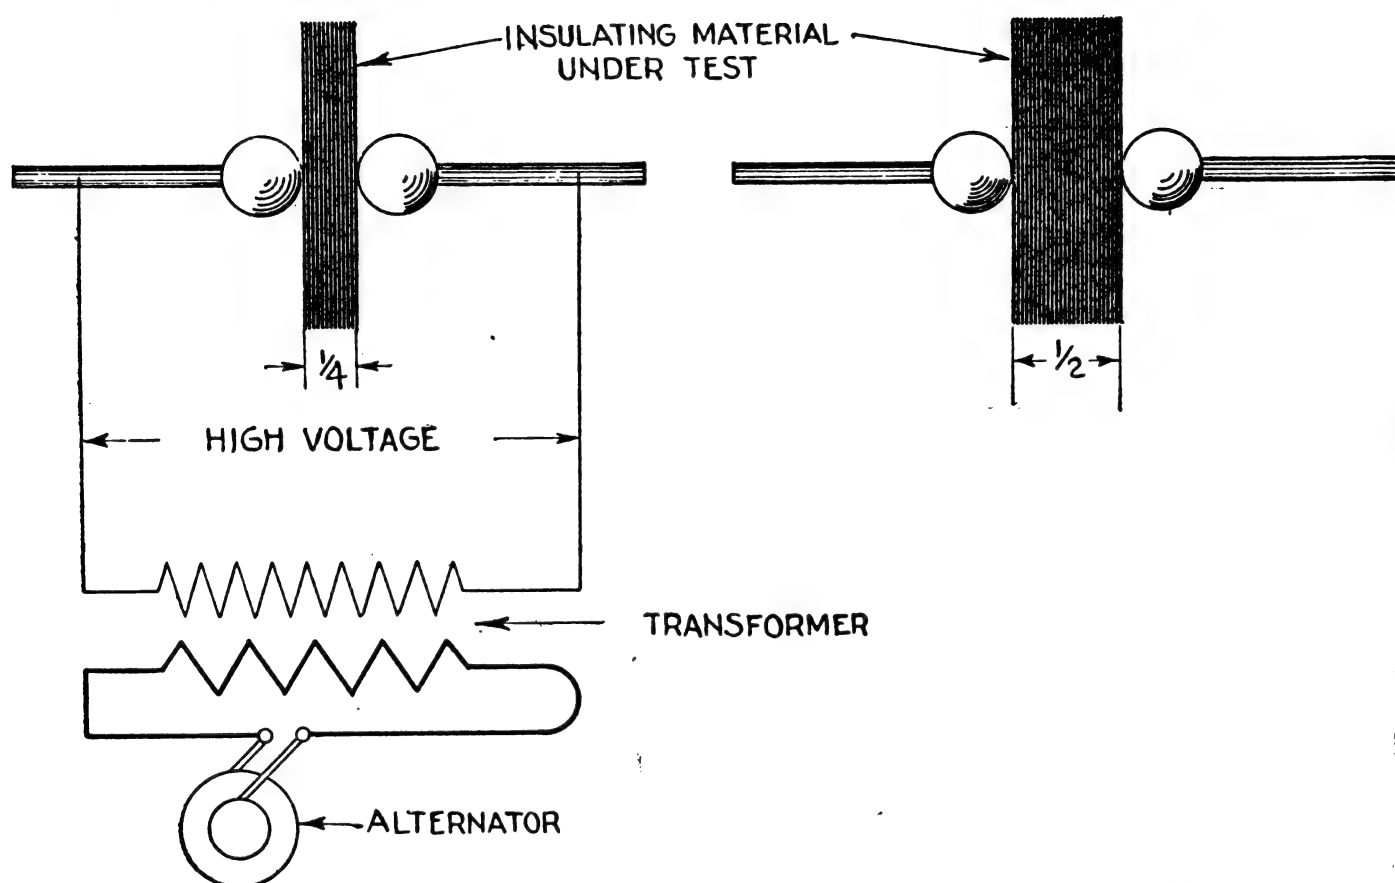 INSULATING MATERIAL
UNDER TEST
1/4
1/2
HIGH VOLTAGE
TRANSFORMER
ALTERNATOR